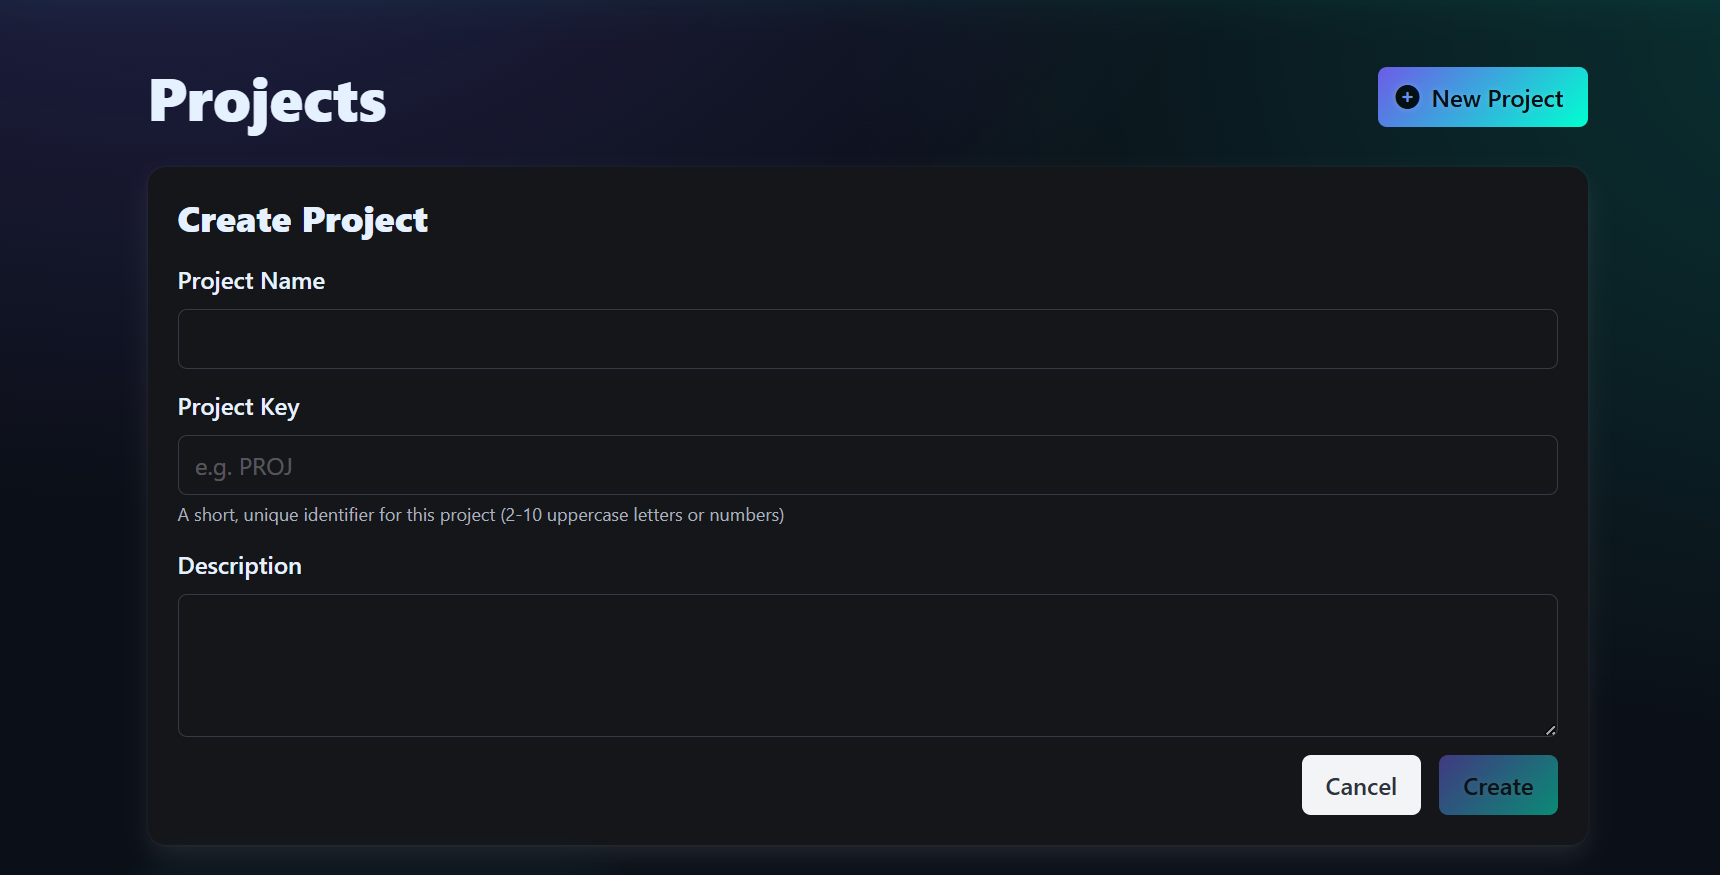 Projects
New Project
Create Project
Project Name
Project Key
e.g. PROJ
A short, unique identifier for this project (2-10 uppercase letters or numbers)
Description
Cancel
Create